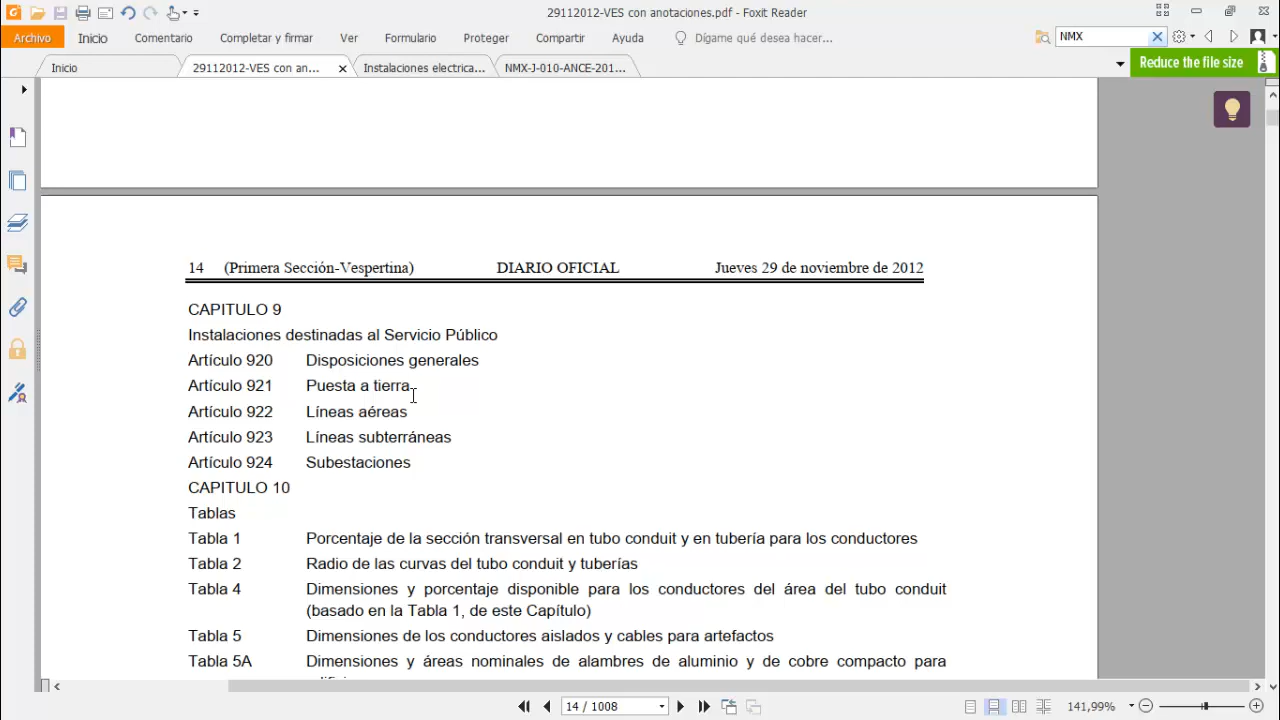 29112012-VES con anotaciones.pdf - Foxit Reader
Archivo Inicio Comentario Completar y firmar Ver Formulario Proteger Compartir Ayuda Dígame qué desea hacer... NMX
Inicio 29112012-VES con an... Instalaciones electrica... NMX-J-010-ANCE-201... Reduce the file size
14 (Primera Sección-Vespertina) DIARIO OFICIAL Jueves 29 de noviembre de 2012
CAPITULO 9
Instalaciones destinadas al Servicio Público
Artículo 920 Disposiciones generales
Artículo 921 Puesta a tierra
Artículo 922 Líneas aéreas
Artículo 923 Líneas subterráneas
Artículo 924 Subestaciones
CAPITULO 10
Tablas
Tabla 1 Porcentaje de la sección transversal en tubo conduit y en tubería para los conductores
Tabla 2 Radio de las curvas del tubo conduit y tuberías
Tabla 4 Dimensiones y porcentaje disponible para los conductores del área del tubo conduit
(basado en la Tabla 1, de este Capítulo)
Tabla 5 Dimensiones de los conductores aislados y cables para artefactos
Tabla 5A Dimensiones y áreas nominales de alambres de aluminio y de cobre compacto para
14 / 1008 141,99%